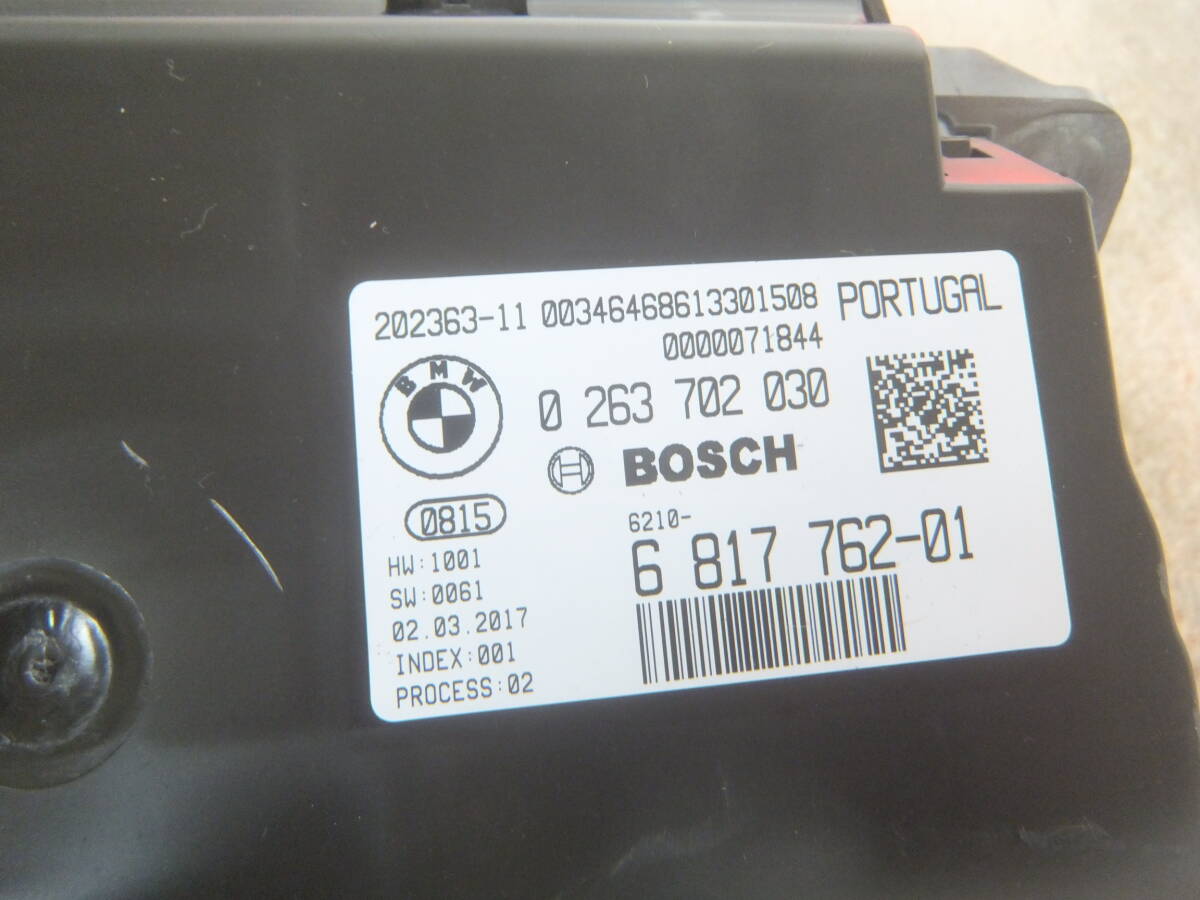 202363-11 00346468613301508 PORTUGAL
0000071844
BMW
0 263 702 030
BOSCH
0815
6210-
6 817 762-01
HW:1001
SW:0061
02.03.2017
INDEX:001
PROCESS:02